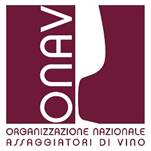 ONAV
ORGANIZZAZIONE NAZIONALE
ASSAGGIATORI DI VINO